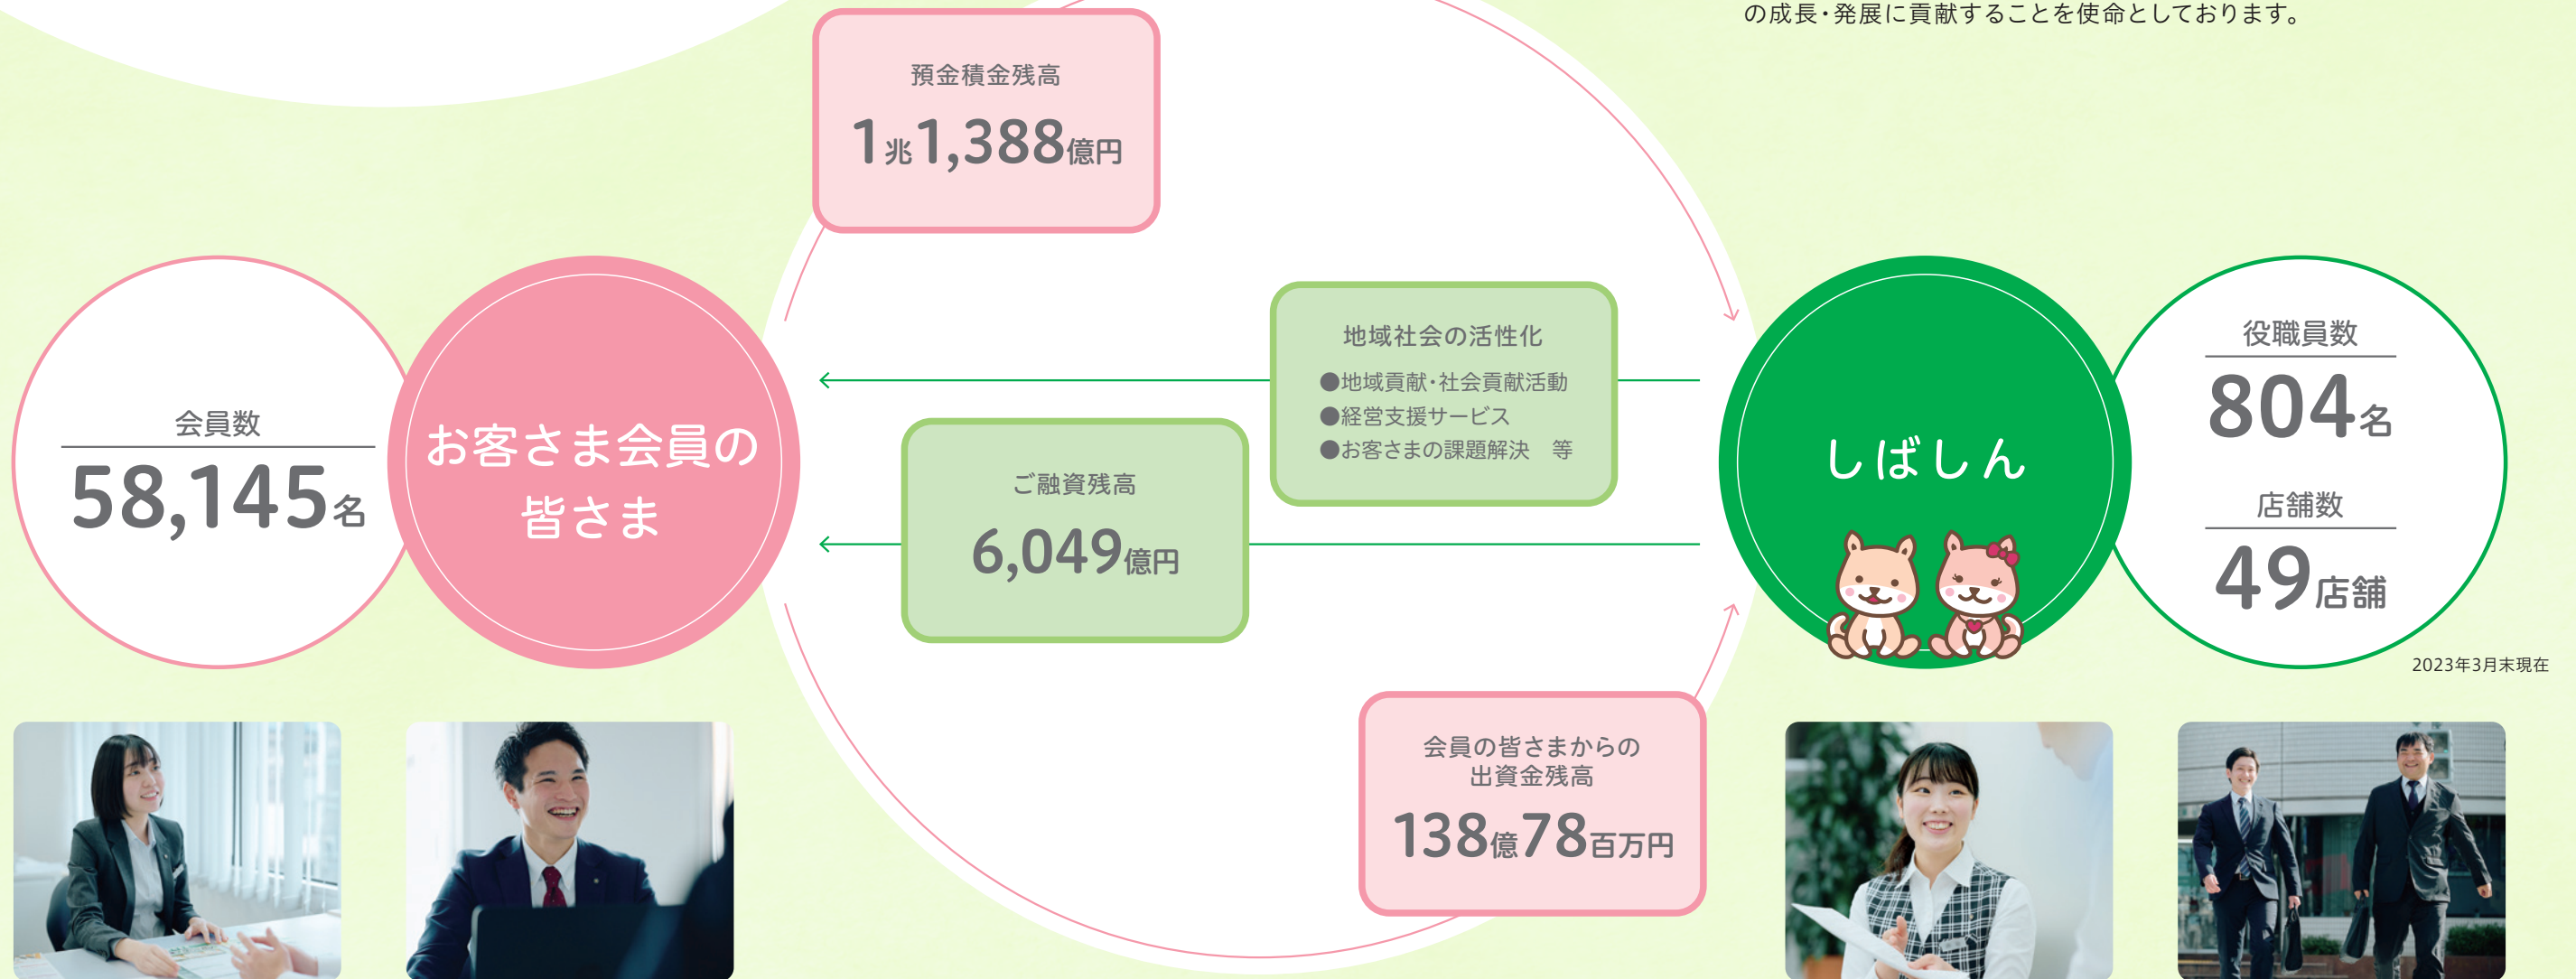 の成長・発展に貢献することを使命としております。
預金積金残高
1兆1,388億円
地域社会の活性化
●地域貢献・社会貢献活動
●経営支援サービス
●お客さまの課題解決　等
ご融資残高
6,049億円
会員数
58,145名
お客さま会員の
皆さま
しばしん
役職員数
804名
店舗数
49店舗
2023年3月末現在
会員の皆さまからの
出資金残高
138億78百万円